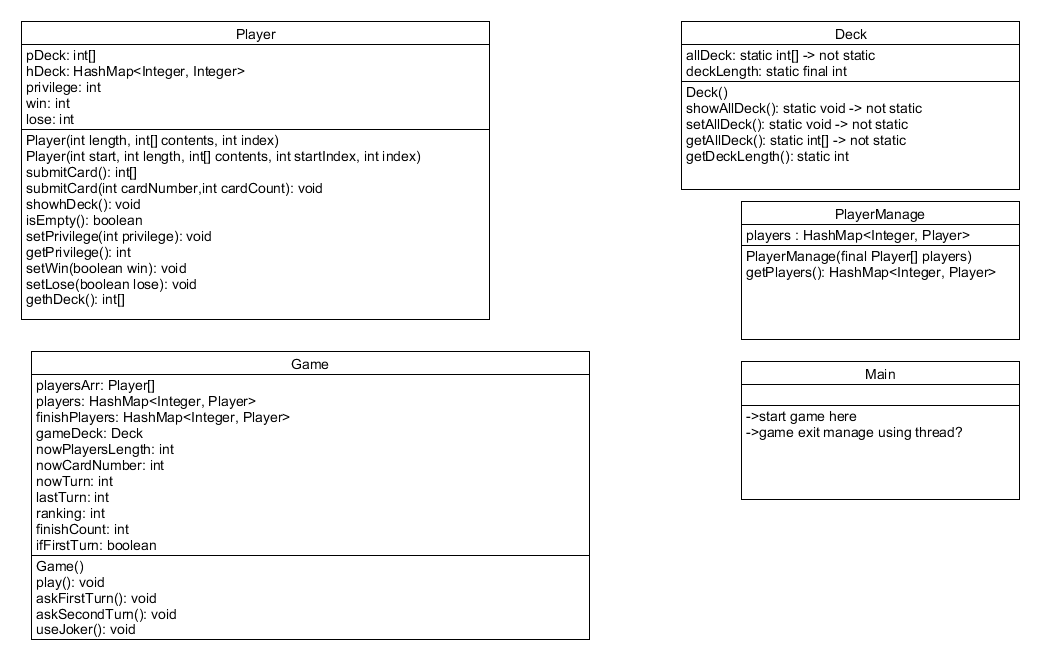 Player
pDeck: int[]
hDeck: HashMap<Integer, Integer>
privilege: int
win: int
lose: int
Player(int length, int[] contents, int index)
Player(int start, int length, int[] contents, int startIndex, int index)
submitCard(): int[]
submitCard(int cardNumber,int cardCount): void
showhDeck(): void
isEmpty(): boolean
setPrivilege(int privilege): void
getPrivilege(): int
setWin(boolean win): void
setLose(boolean lose): void
gethDeck(): int[]
Deck
allDeck: static int[] -> not static
deckLength: static final int
Deck()
showAllDeck(): static void -> not static
setAllDeck(): static void -> not static
getAllDeck(): static int[] -> not static
getDeckLength(): static int
PlayerManage
players : HashMap<Integer, Player>
PlayerManage(final Player[] players)
getPlayers(): HashMap<Integer, Player>
Game
playersArr: Player[]
players: HashMap<Integer, Player>
finishPlayers: HashMap<Integer, Player>
gameDeck: Deck
nowPlayersLength: int
nowCardNumber: int
nowTurn: int
lastTurn: int
ranking: int
finishCount: int
ifFirstTurn: boolean
Game()
play(): void
askFirstTurn(): void
askSecondTurn(): void
useJoker(): void
Main
->start game here
->game exit manage using thread?